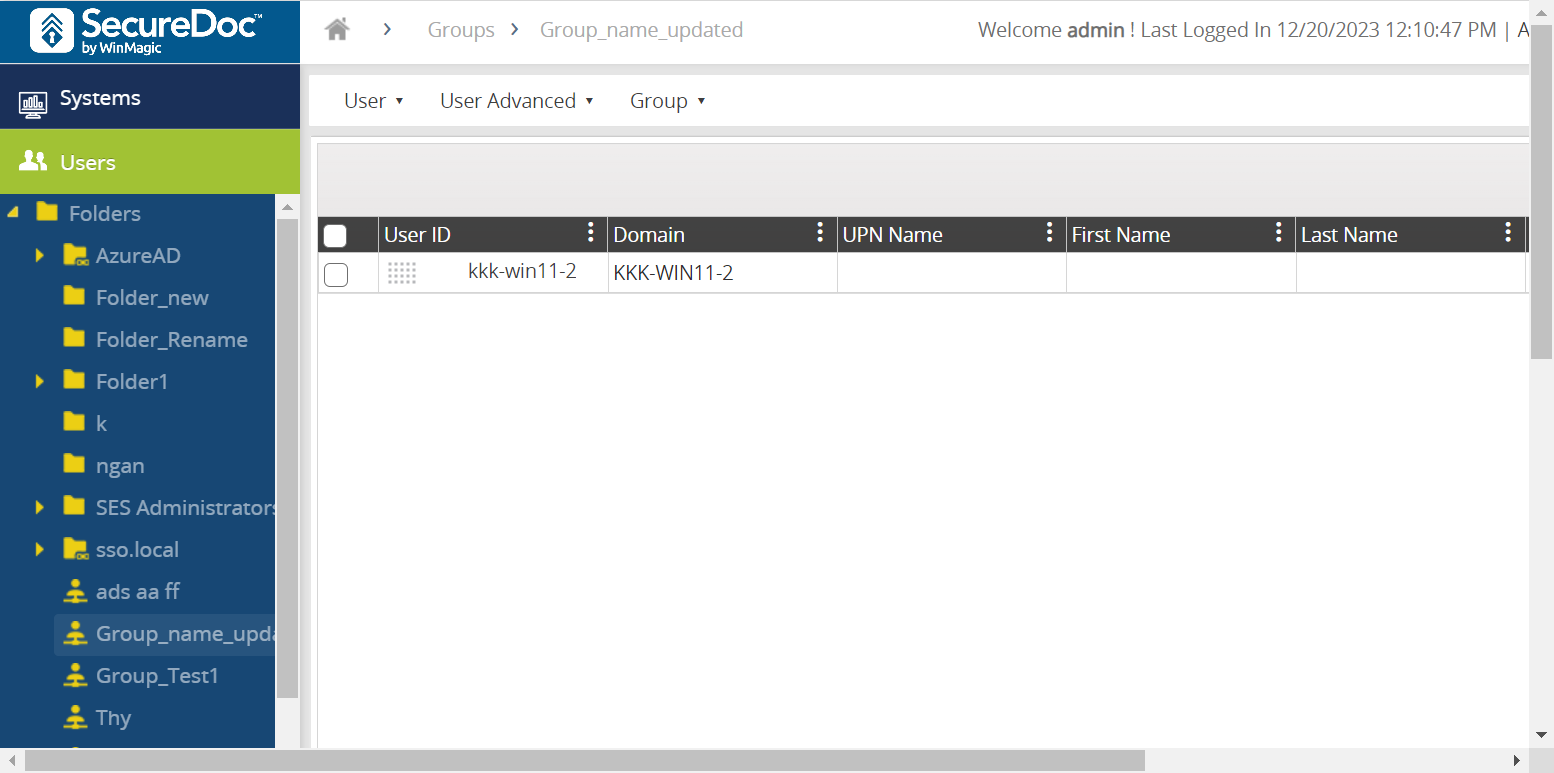 SecureDoc™
by WinMagic
Groups
Group_name_updated
Welcome admin ! Last Logged In 12/20/2023 12:10:47 PM | A
Systems
Users
User
User Advanced
Group
Folders
AzureAD
Folder_new
Folder_Rename
Folder1
k
ngan
SES Administrators
sso.local
ads aa ff
Group_name_upda
Group_Test1
Thy
User ID
Domain
UPN Name
First Name
Last Name
kkk-win11-2
KKK-WIN11-2